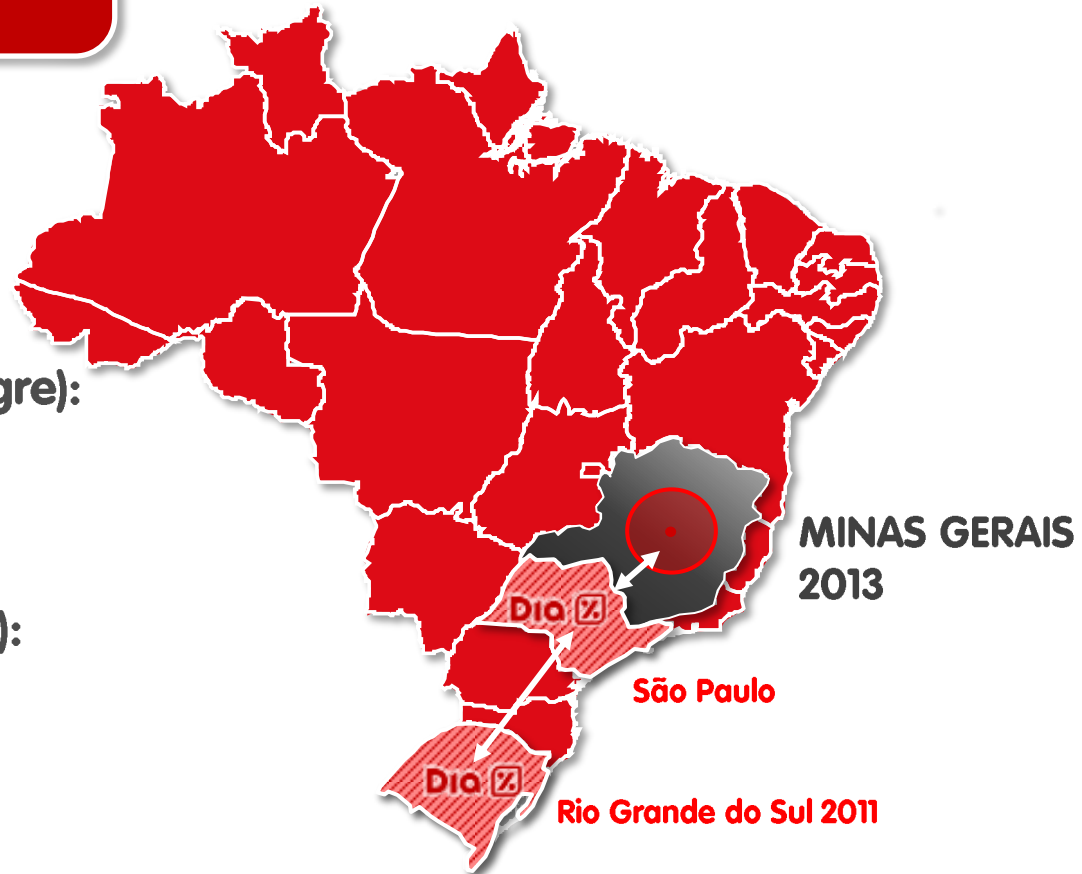 gre):
MINAS GERAIS
2013
Dia %
):
São Paulo
Dia %
Rio Grande do Sul 2011